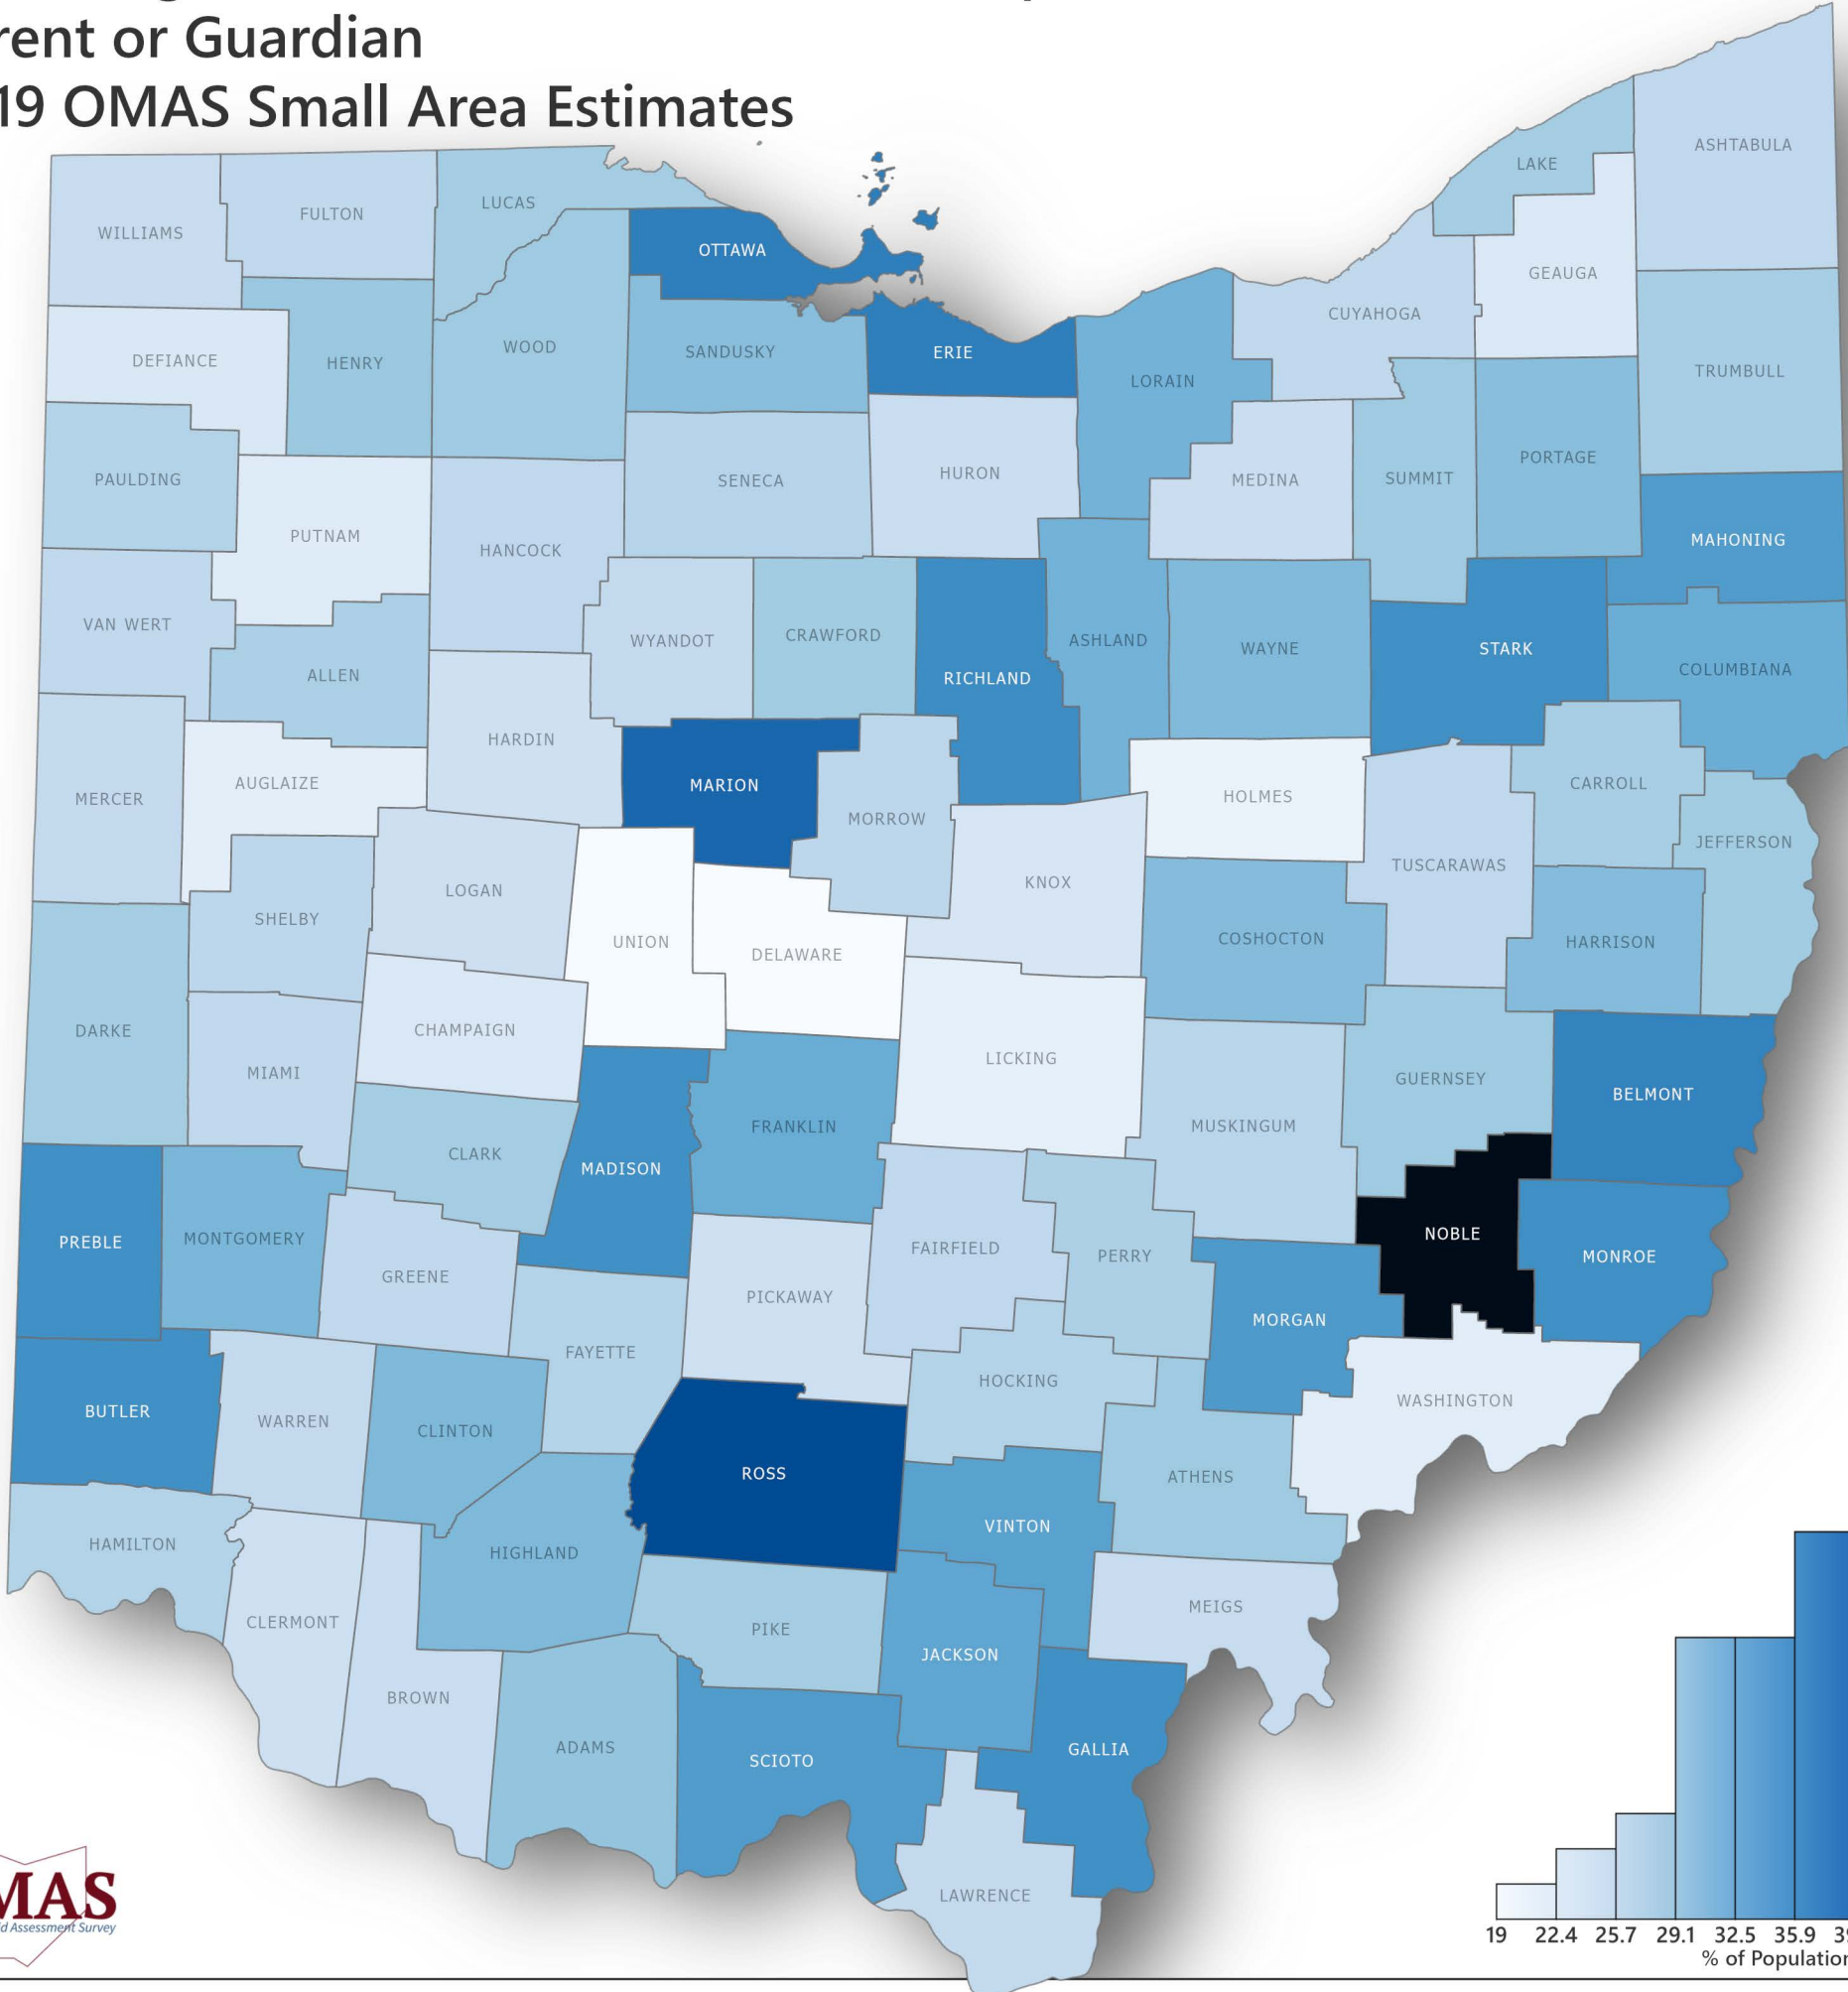 rent or Guardian
19 OMAS Small Area Estimates
ASHTABULA
LAKE
LUCAS
FULTON
WILLIAMS
OTTAWA
GEAUGA
CUYAHOGA
WOOD
SANDUSKY
ERIE
DEFIANCE
HENRY
TRUMBULL
LORAIN
PORTAGE
HURON
SUMMIT
PAULDING
SENECA
MEDINA
PUTNAM
MAHONING
HANCOCK
VAN WERT
CRAWFORD
WYANDOT
ASHLAND
WAYNE
STARK
COLUMBIANA
ALLEN
RICHLAND
HARDIN
AUGLAIZE
MARION
CARROLL
MERCER
HOLMES
MORROW
JEFFERSON
TUSCARAWAS
KNOX
LOGAN
SHELBY
UNION
DELAWARE
COSHOCTON
HARRISON
DARKE
CHAMPAIGN
LICKING
MIAMI
GUERNSEY
BELMONT
FRANKLIN
MUSKINGUM
CLARK
MADISON
NOBLE
PREBLE
MONTGOMERY
FAIRFIELD
PERRY
MONROE
GREENE
PICKAWAY
MORGAN
FAYETTE
HOCKING
WASHINGTON
BUTLER
WARREN
CLINTON
ROSS
ATHENS
VINTON
HAMILTON
HIGHLAND
MEIGS
CLERMONT
PIKE
JACKSON
BROWN
ADAMS
SCIOTO
GALLIA
LAWRENCE
MAS
d Assessment Survey
19 22.4 25.7 29.1 32.5 35.9
% of Population